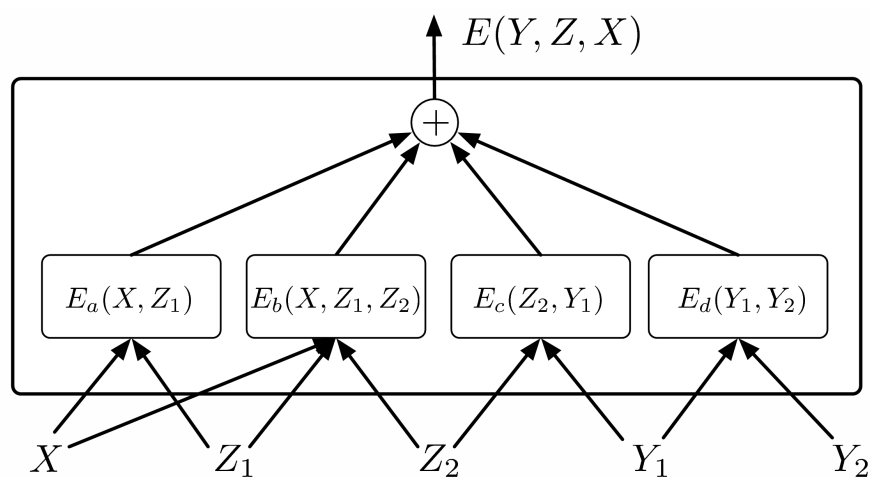 E(Y, Z, X)
+
E_a(X, Z_1) E_b(X, Z_1, Z_2) E_c(Z_2, Y_1) E_d(Y_1, Y_2)
X Z_1 Z_2 Y_1 Y_2